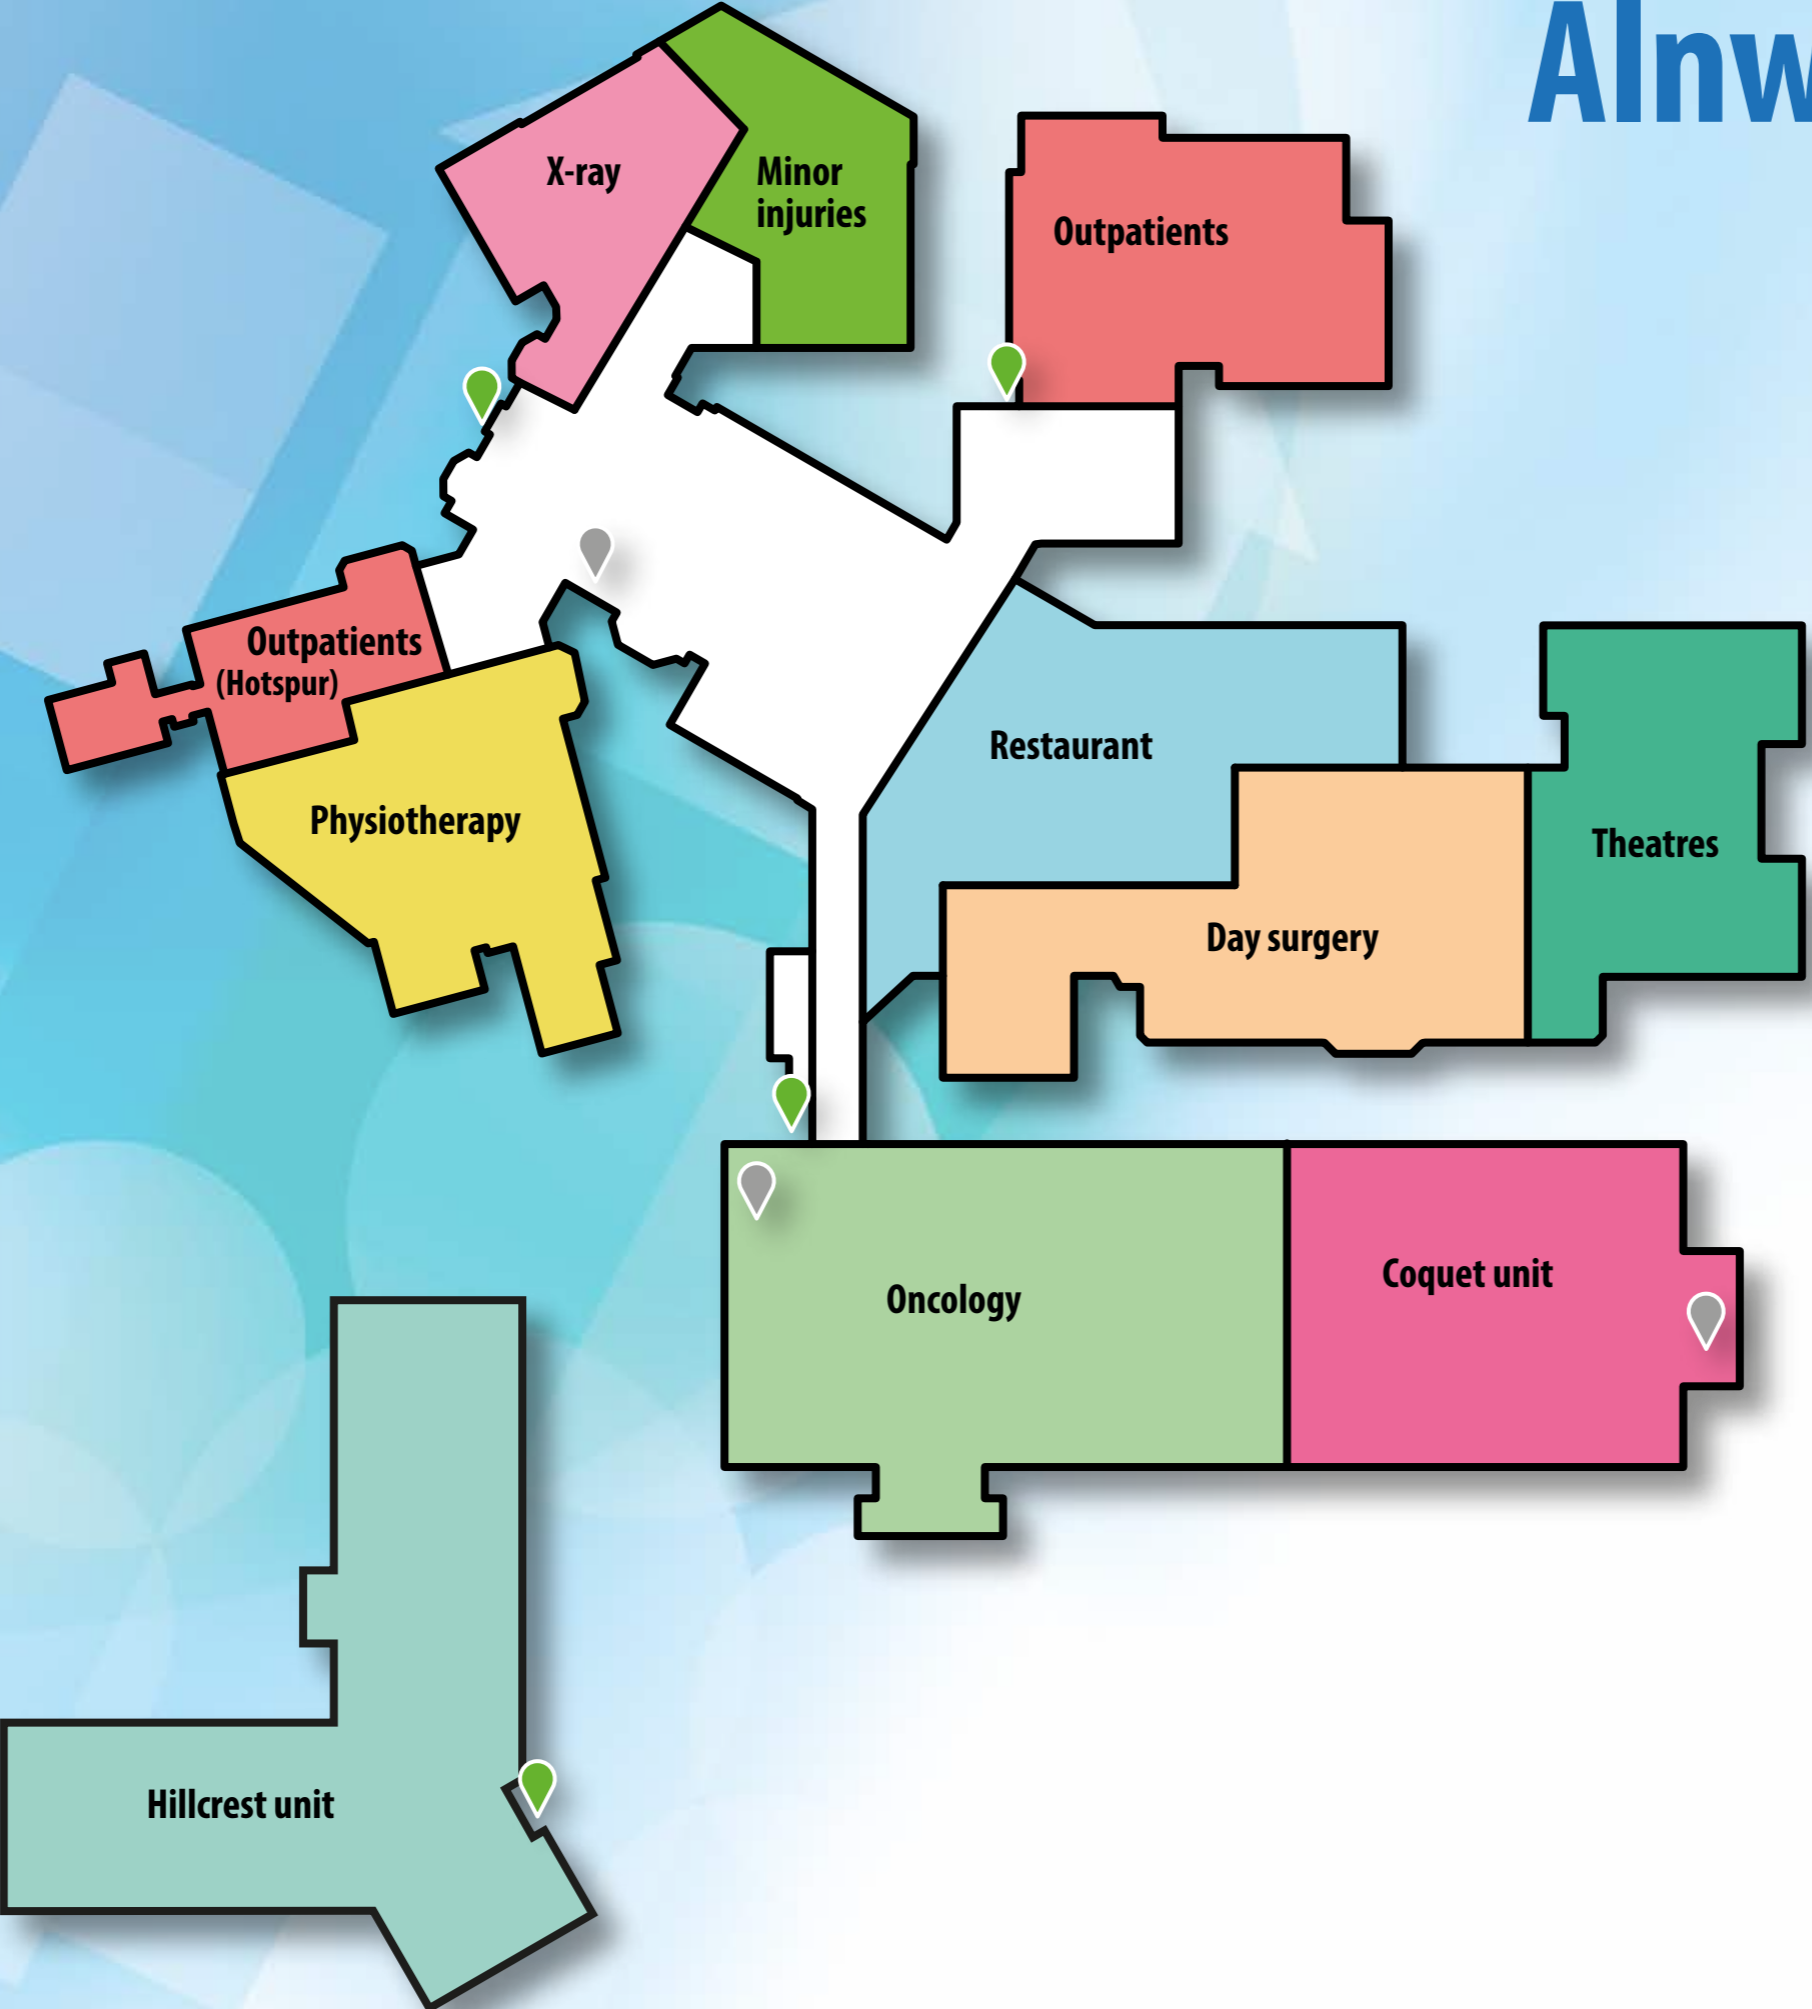 Alnw
X-ray
Minor
injuries
Outpatients
Outpatients
(Hotspur)
Restaurant
Physiotherapy
Theatres
Day surgery
Coquet unit
Oncology
Hillcrest unit